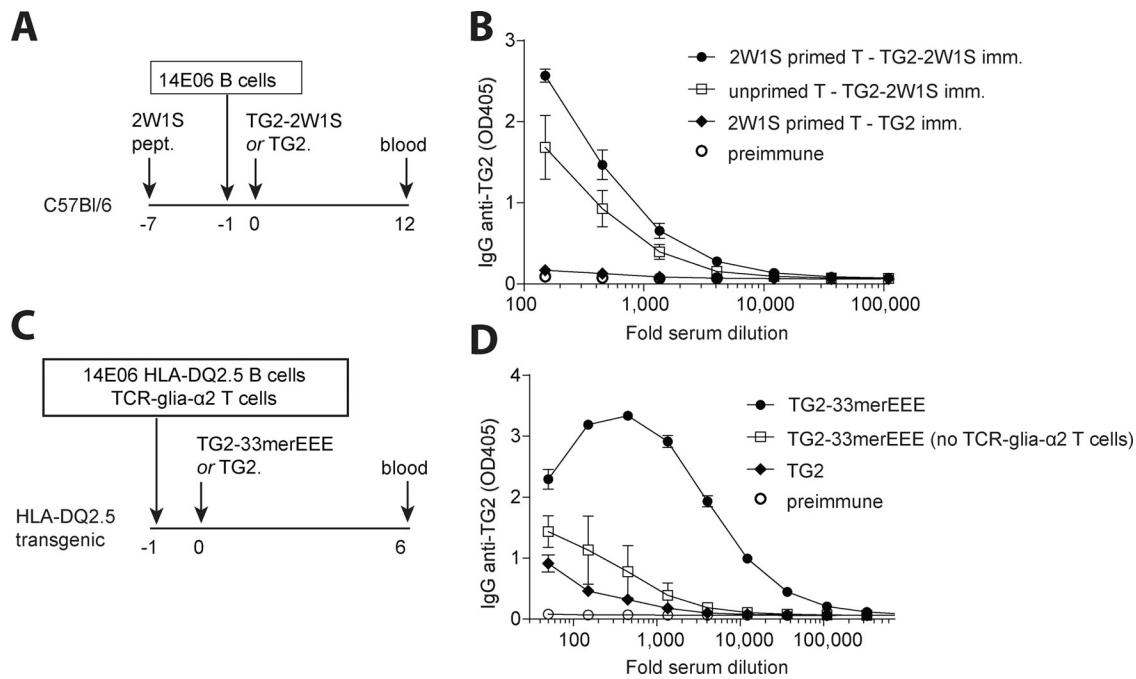 A
14E06 B cells
2W1S
pept.
TG2-2W1S
or TG2.
blood
C57Bl/6
-7
-1
0
12
B
IgG anti-TG2 (OD405)
3
2
1
0
100
1,000
10,000
100,000
Fold serum dilution
2W1S primed T - TG2-2W1S imm.
unprimed T - TG2-2W1S imm.
2W1S primed T - TG2 imm.
preimmune
C
14E06 HLA-DQ2.5 B cells
TCR-glia-α2 T cells
TG2-33merEEE
or TG2.
blood
HLA-DQ2.5
transgenic
-1
0
6
D
IgG anti-TG2 (OD405)
4
3
2
1
0
100
1,000
10,000
100,000
Fold serum dilution
TG2-33merEEE
TG2-33merEEE (no TCR-glia-α2 T cells)
TG2
preimmune